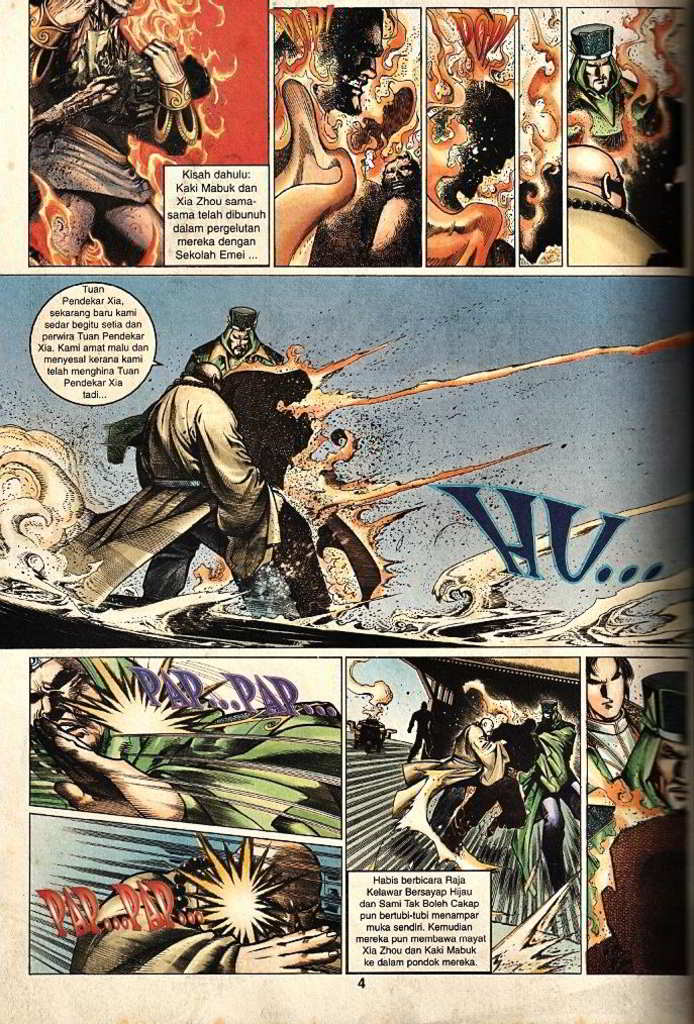 POP!
POP!
Kisah dahulu:
Kaki Mabuk dan
Xia Zhou sama-
sama telah dibunuh
dalam pergelutan
mereka dengan
Sekolah Emei ...
Tuan
Pendekar Xia,
sekarang baru kami
sedar begitu setia dan
perwira Tuan Pendekar
Xia. Kami amat malu dan
menyesal kerana kami
telah menghina Tuan
Pendekar Xia
tadi...
HU...
PAP...PAP...
PAP...PAP...
Habis berbicara Raja
Kelawar Bersayap Hijau
dan Sami Tak Boleh Cakap
pun bertubi-tubi menampar
muka sendiri. Kemudian
mereka pun membawa mayat
Xia Zhou dan Kaki Mabuk
ke dalam pondok mereka.
4